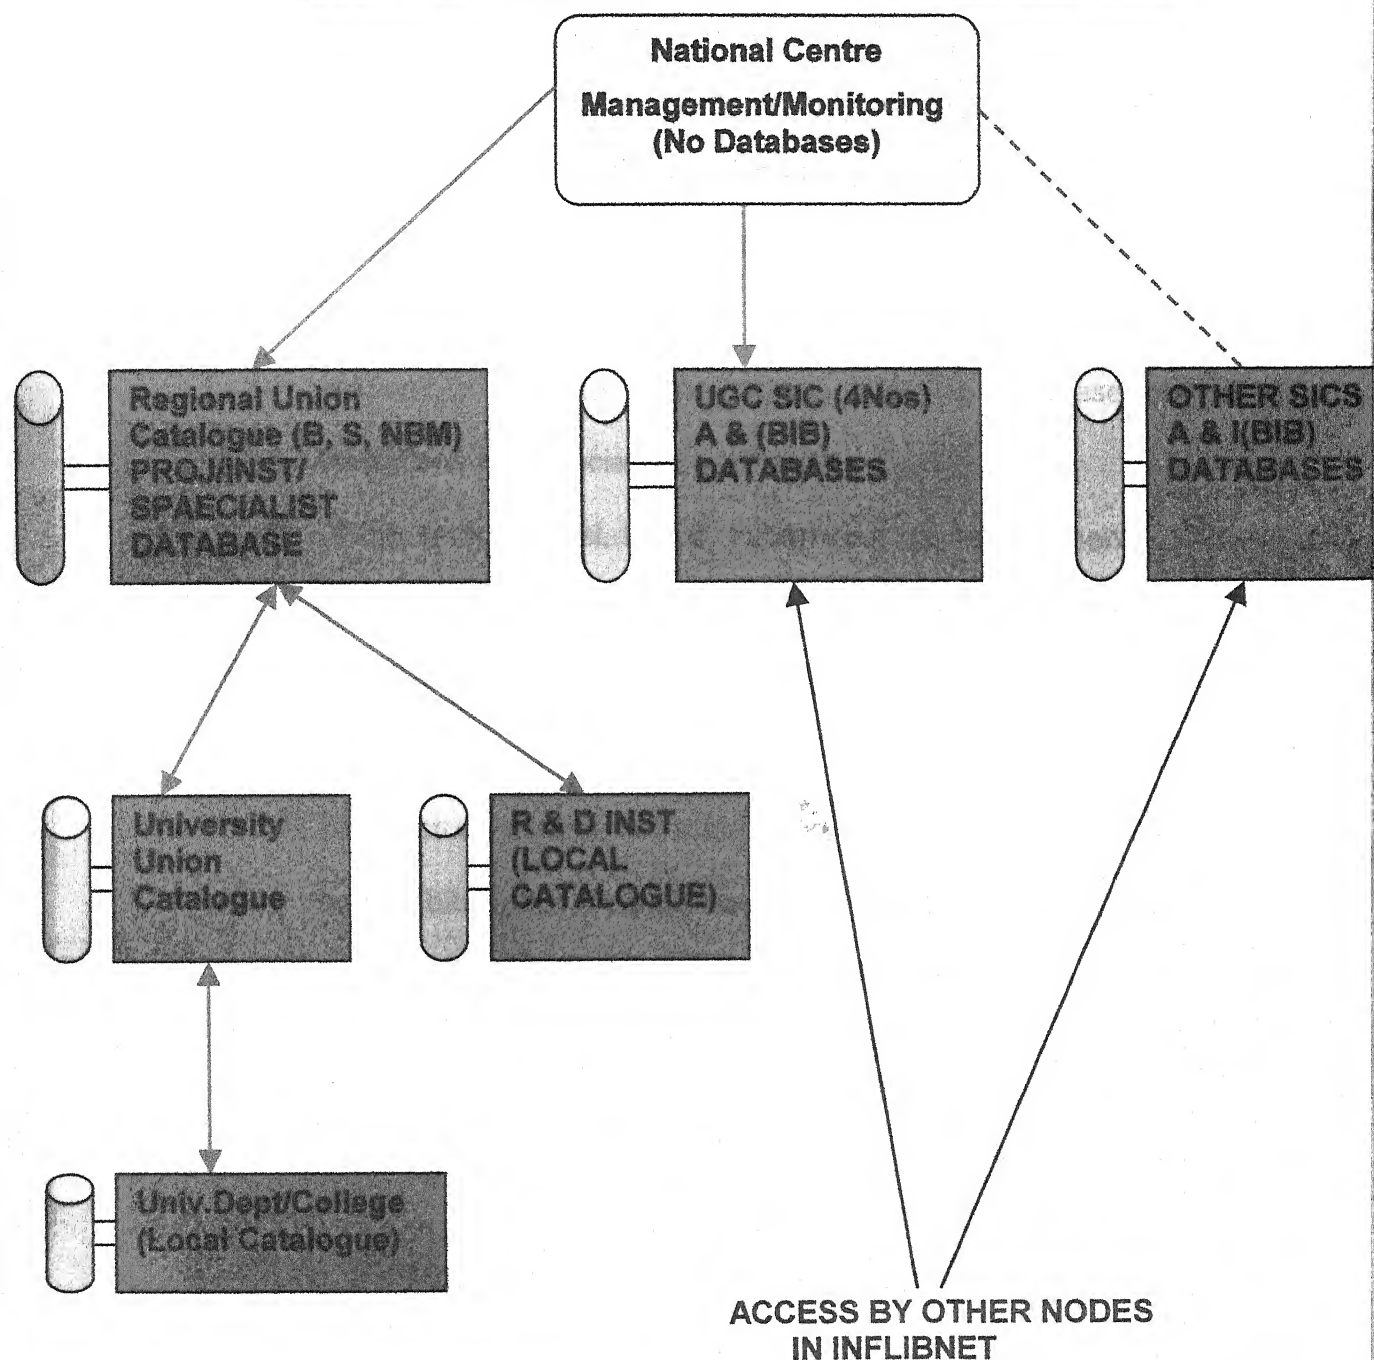 National Centre
Management/Monitoring
(No Databases)
Regional Union
Catalogue (B, S, NBM)
PROJ/INST/
SPAECIALIST
DATABASE
UGC SIC (4Nos)
A & (BIB)
DATABASES
OTHER SICS
A & I(BIB)
DATABASES
University
Union
Catalogue
R & D INST
(LOCAL
CATALOGUE)
Univ.Dept/College
(Local Catalogue)
ACCESS BY OTHER NODES
IN INFLIBNET